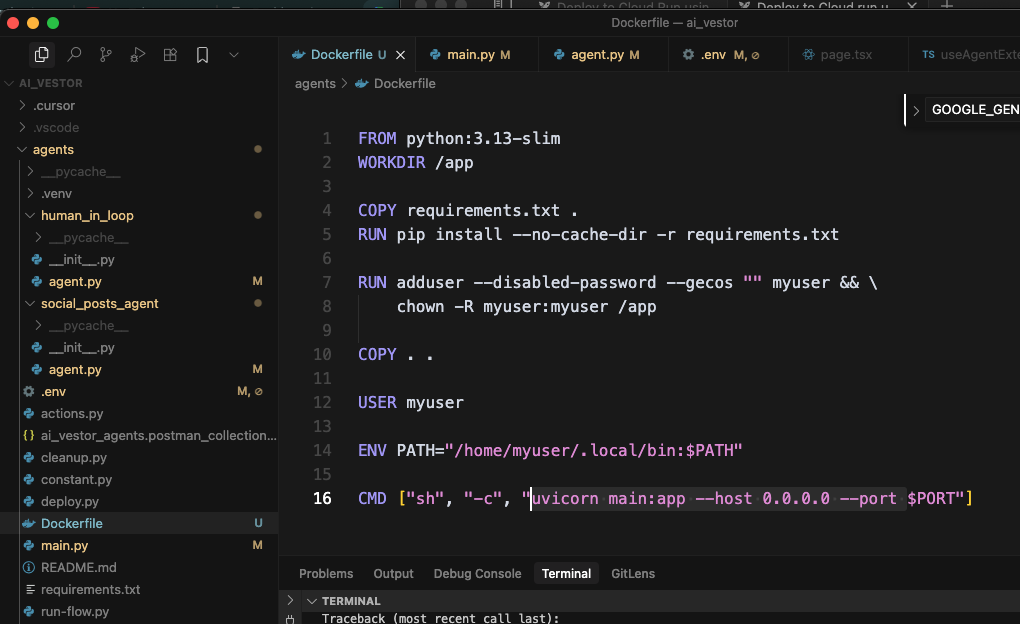 Deploy to Cloud Run usin
Deploy to Cloud run u
Dockerfile — ai_vestor
Dockerfile U
main.py M
agent.py M
.env M,
page.tsx
TS useAgentExte
AI_VESTOR
agents > Dockerfile
GOOGLE_GEN
.cursor
.vscode
agents
__pycache__
.venv
human_in_loop
__pycache__
__init__.py
agent.py M
social_posts_agent
__pycache__
__init__.py
agent.py M
.env M,
actions.py
{} ai_vestor_agents.postman_collection...
cleanup.py
constant.py
deploy.py
Dockerfile U
main.py M
README.md
requirements.txt
run-flow.py
1 FROM python:3.13-slim
2 WORKDIR /app
3
4 COPY requirements.txt .
5 RUN pip install --no-cache-dir -r requirements.txt
6
7 RUN adduser --disabled-password --gecos "" myuser && \
8 chown -R myuser:myuser /app
9
10 COPY . .
11
12 USER myuser
13
14 ENV PATH="/home/myuser/.local/bin:$PATH"
15
16 CMD ["sh", "-c", "uvicorn main:app --host 0.0.0.0 --port $PORT"]
Problems Output Debug Console Terminal GitLens
TERMINAL
Traceback (most recent call last):